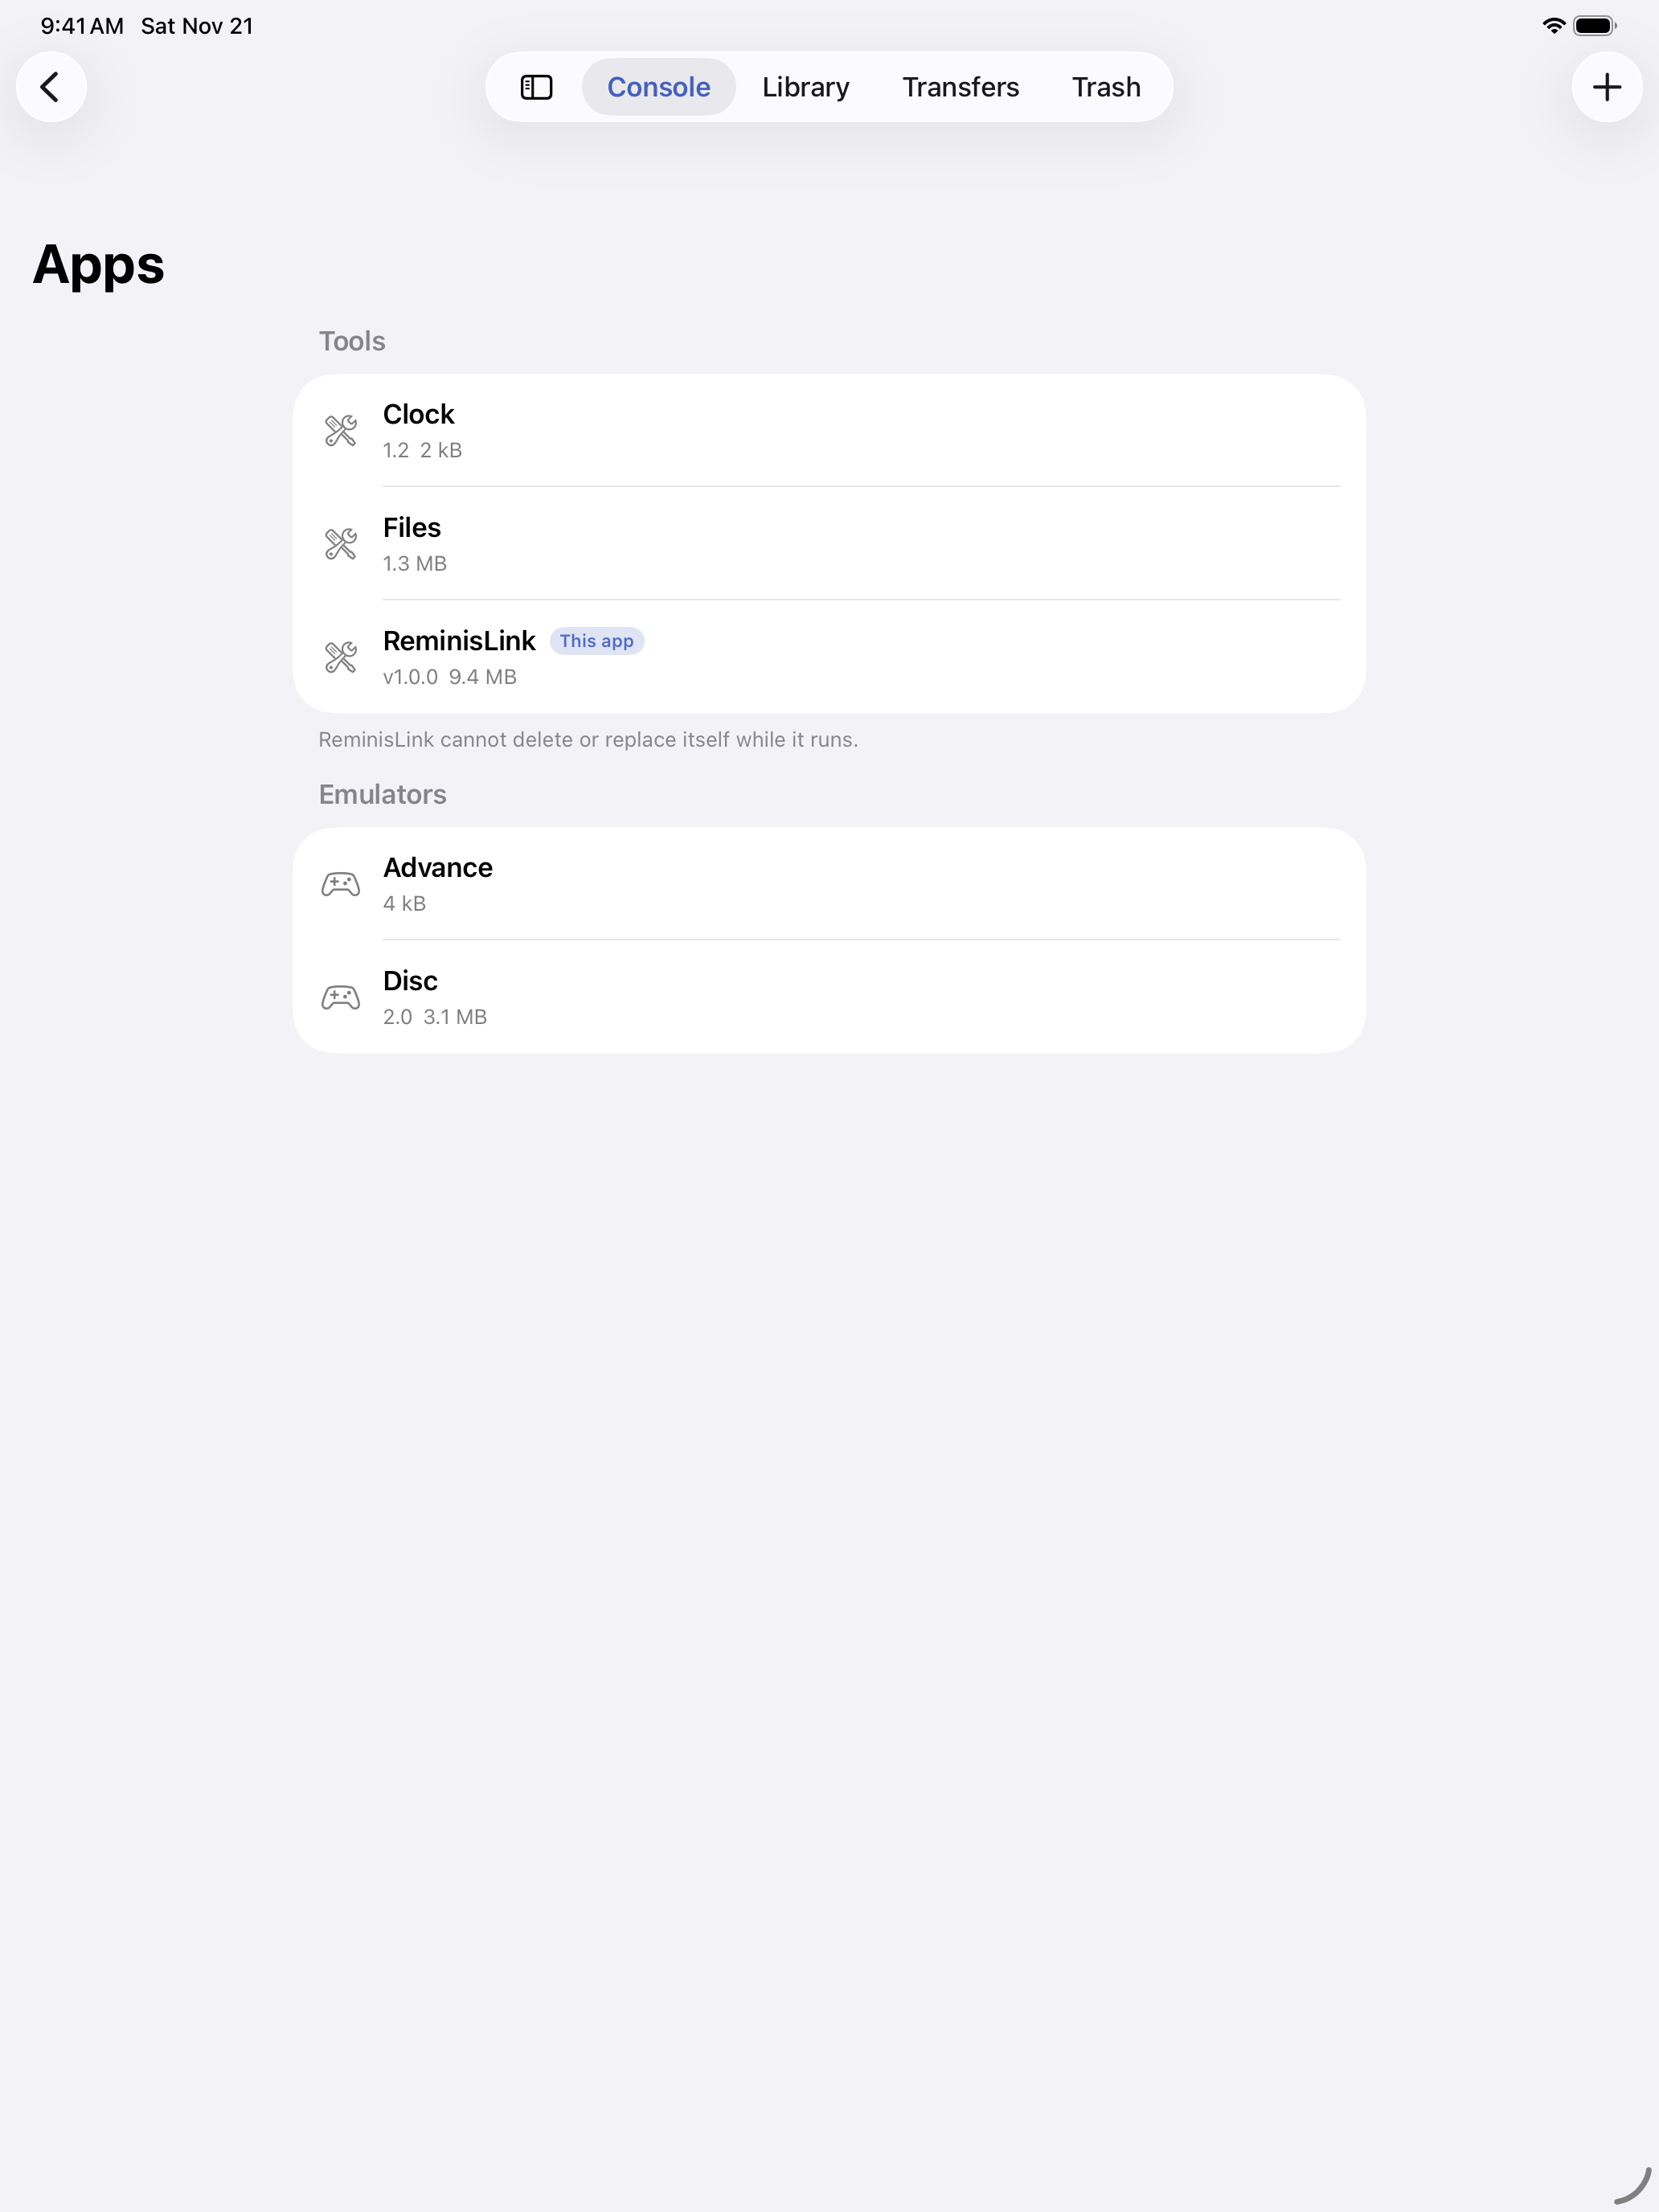 9:41 AM Sat Nov 21
Console Library Transfers Trash
Apps
Tools
Clock
1.2 2 kB
Files
1.3 MB
ReminisLink This app
v1.0.0 9.4 MB
ReminisLink cannot delete or replace itself while it runs.
Emulators
Advance
4 kB
Disc
2.0 3.1 MB